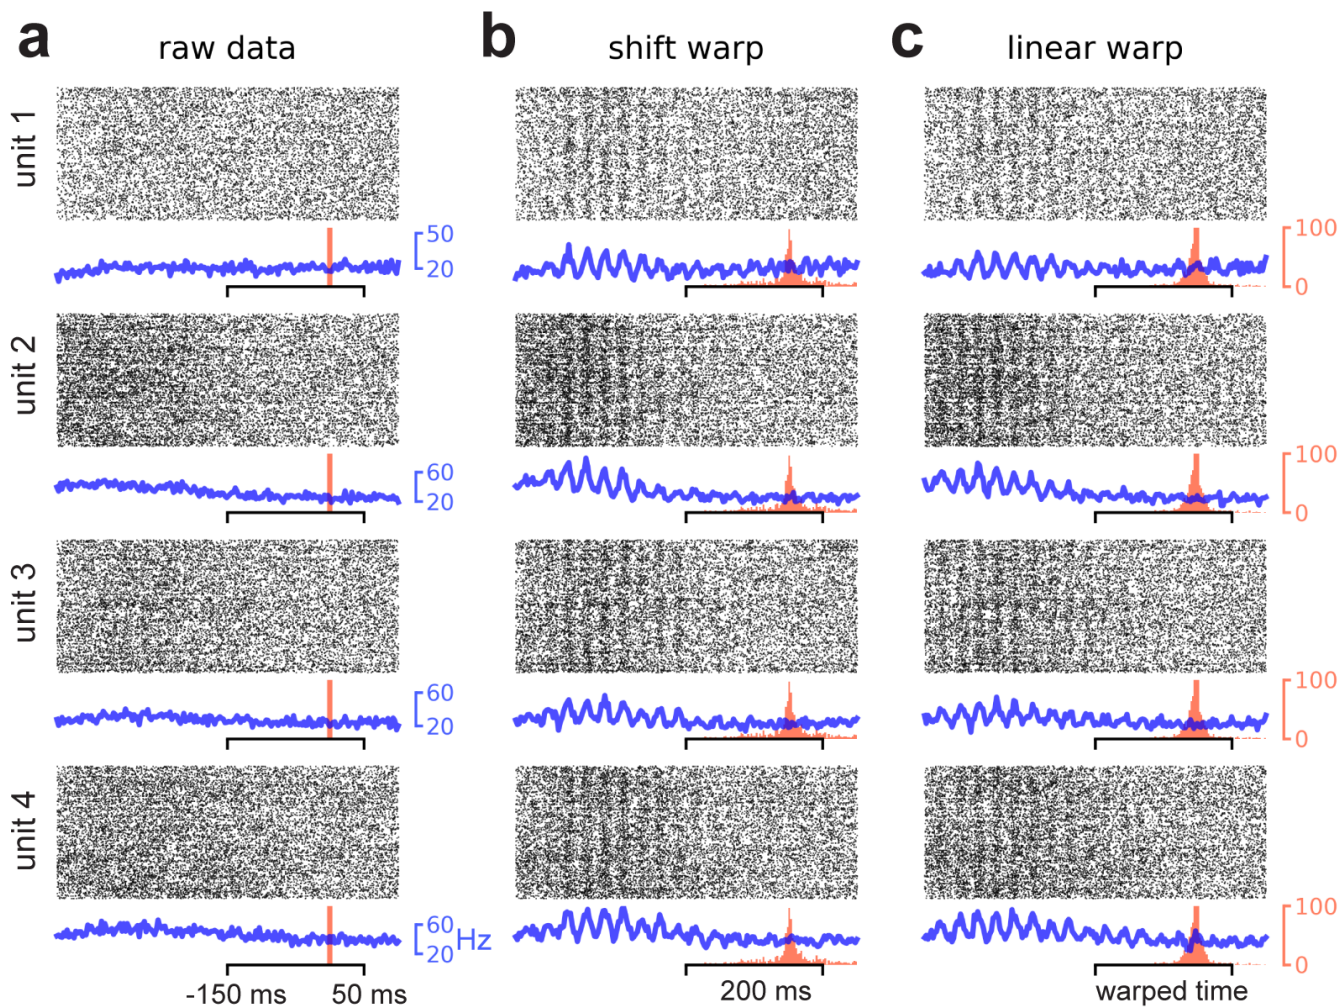 a raw data
b shift warp
c linear warp
unit 1
50
20
100
0
unit 2
60
20
100
0
unit 3
60
20
100
0
unit 4
60
20 Hz
100
0
-150 ms 50 ms
200 ms
warped time